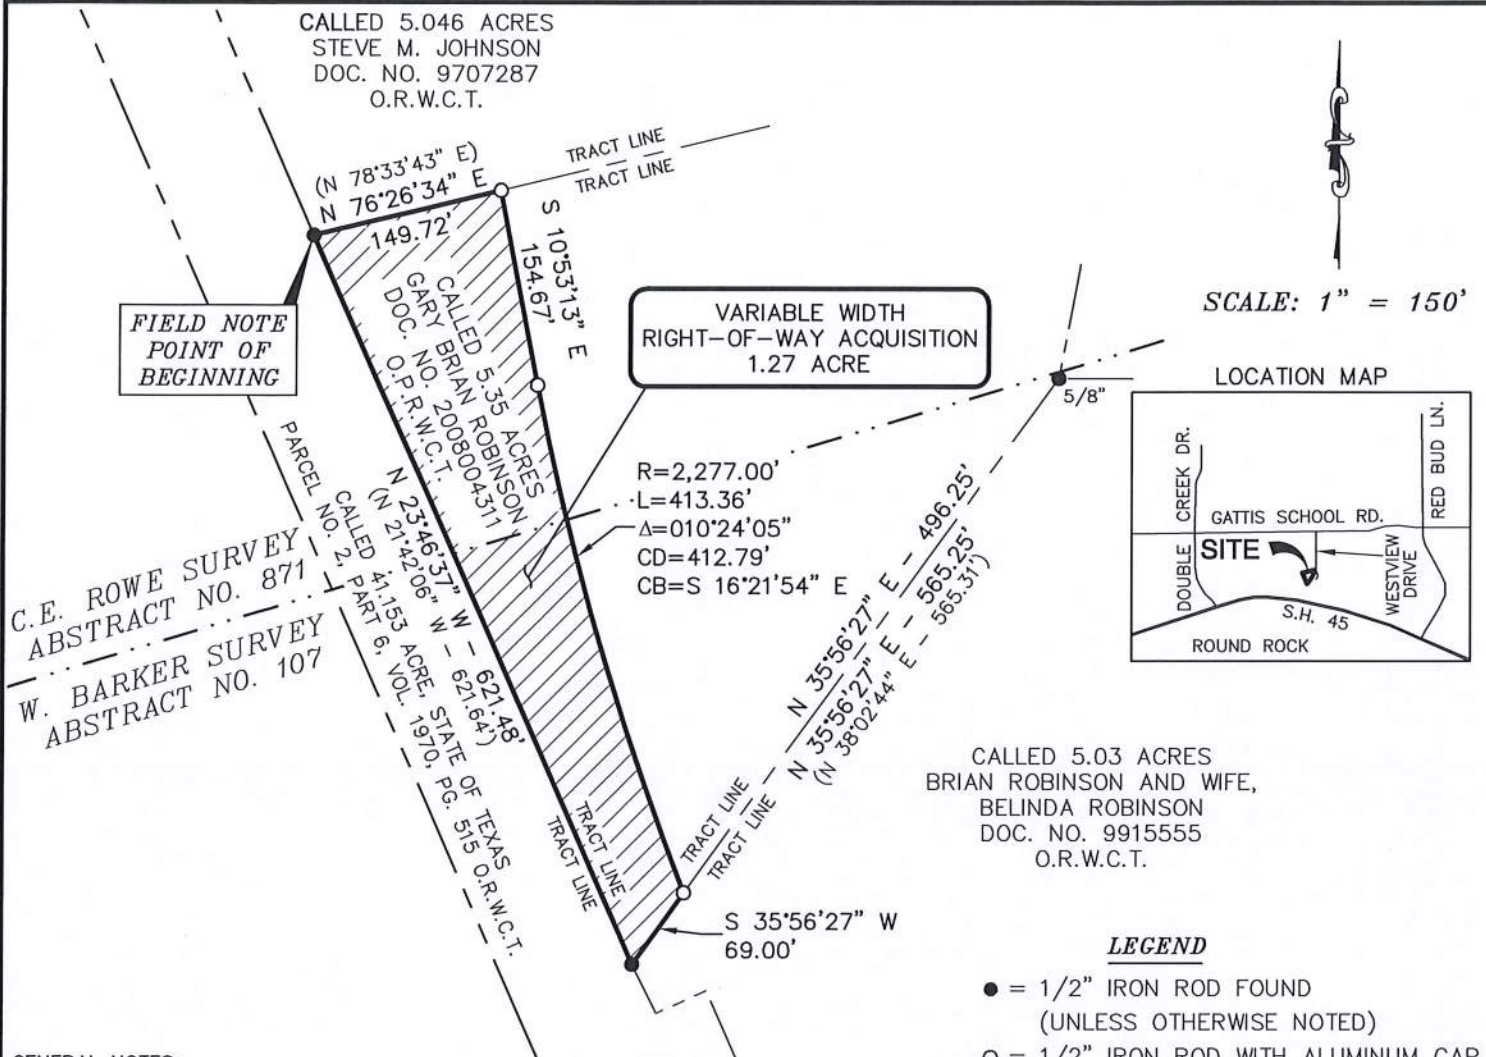 CALLED 5.046 ACRES
STEVE M. JOHNSON
DOC. NO. 9707287
O.R.W.C.T.
(N 78°33'43" E)
N 76°26'34" E
149.72'
TRACT LINE
TRACT LINE
S 10°53'13" E
154.67'
FIELD NOTE
POINT OF
BEGINNING
VARIABLE WIDTH
RIGHT-OF-WAY ACQUISITION
1.27 ACRE
SCALE: 1" = 150'
CALLED 5.35 ACRES
GARY BRIAN ROBINSON
DOC. NO. 2008004311
O.P.R.W.C.T.
5/8"
LOCATION MAP
DOUBLE CREEK DR.
RED BUD LN.
GATTIS SCHOOL RD.
SITE
WESTVIEW
DRIVE
S.H. 45
ROUND ROCK
R=2,277.00'
L=413.36'
Δ=010°24'05"
CD=412.79'
CB=S 16°21'54" E
N 35°56'27" E - 496.25'
N 35°56'27" E - 565.25'
(N 38°02'44" E - 565.31')
C.E. ROWE SURVEY
ABSTRACT NO. 871
W. BARKER SURVEY
ABSTRACT NO. 107
N 23°46'37" W - 621.48'
(N 21°42'06" W - 621.64')
CALLED 41.153 ACRE, STATE OF TEXAS
PARCEL NO. 2, PART 6, VOL. 1970, PG. 515 O.R.W.C.T.
TRACT LINE
TRACT LINE
TRACT LINE
TRACT LINE
CALLED 5.03 ACRES
BRIAN ROBINSON AND WIFE,
BELINDA ROBINSON
DOC. NO. 9915555
O.R.W.C.T.
S 35°56'27" W
69.00'
LEGEND
● = 1/2" IRON ROD FOUND
(UNLESS OTHERWISE NOTED)
○ = 1/2" IRON ROD WITH ALUMINUM CAP
GENERAL NOTES